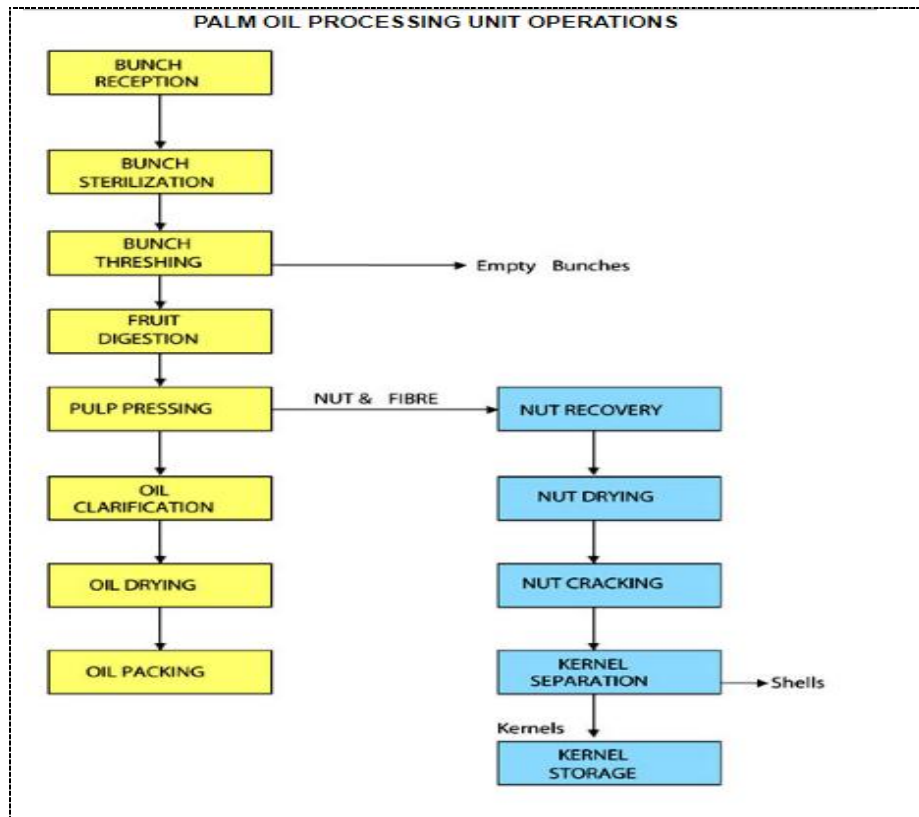 PALM OIL PROCESSING UNIT OPERATIONS
BUNCH
RECEPTION
BUNCH
STERILIZATION
BUNCH
THRESHING
Empty Bunches
FRUIT
DIGESTION
PULP PRESSING
NUT & FIBRE
NUT RECOVERY
OIL
CLARIFICATION
NUT DRYING
OIL DRYING
NUT CRACKING
OIL PACKING
KERNEL
SEPARATION
Shells
Kernels
KERNEL
STORAGE